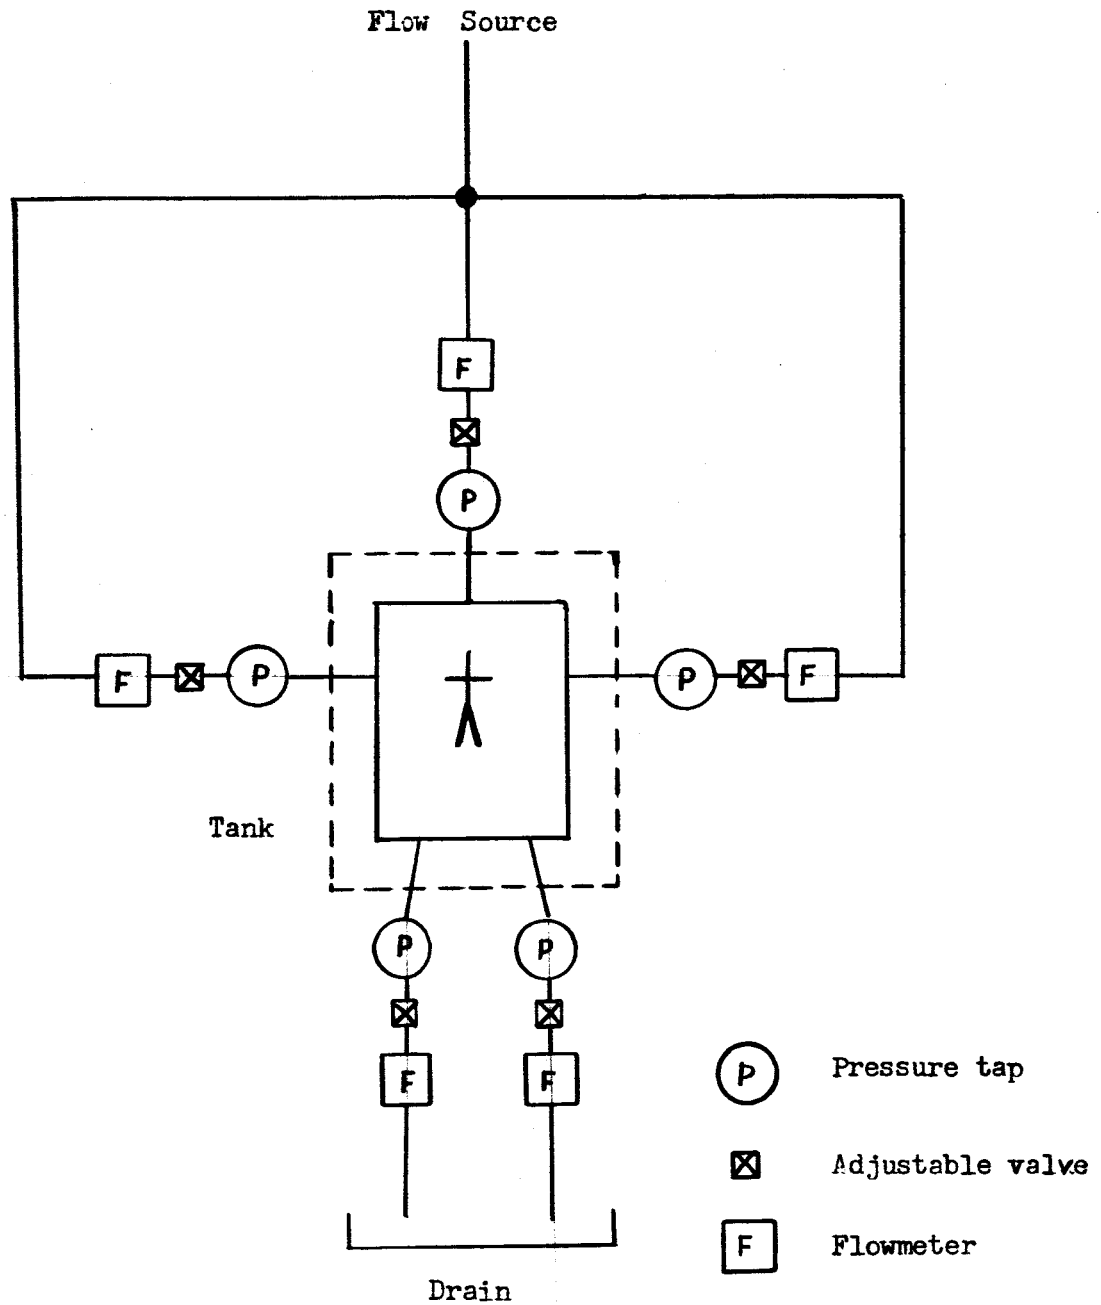 Flow Source
F
P
F
P
P
F
Tank
P
P
F
F
P Pressure tap
Adjustable valve
F Flowmeter
Drain